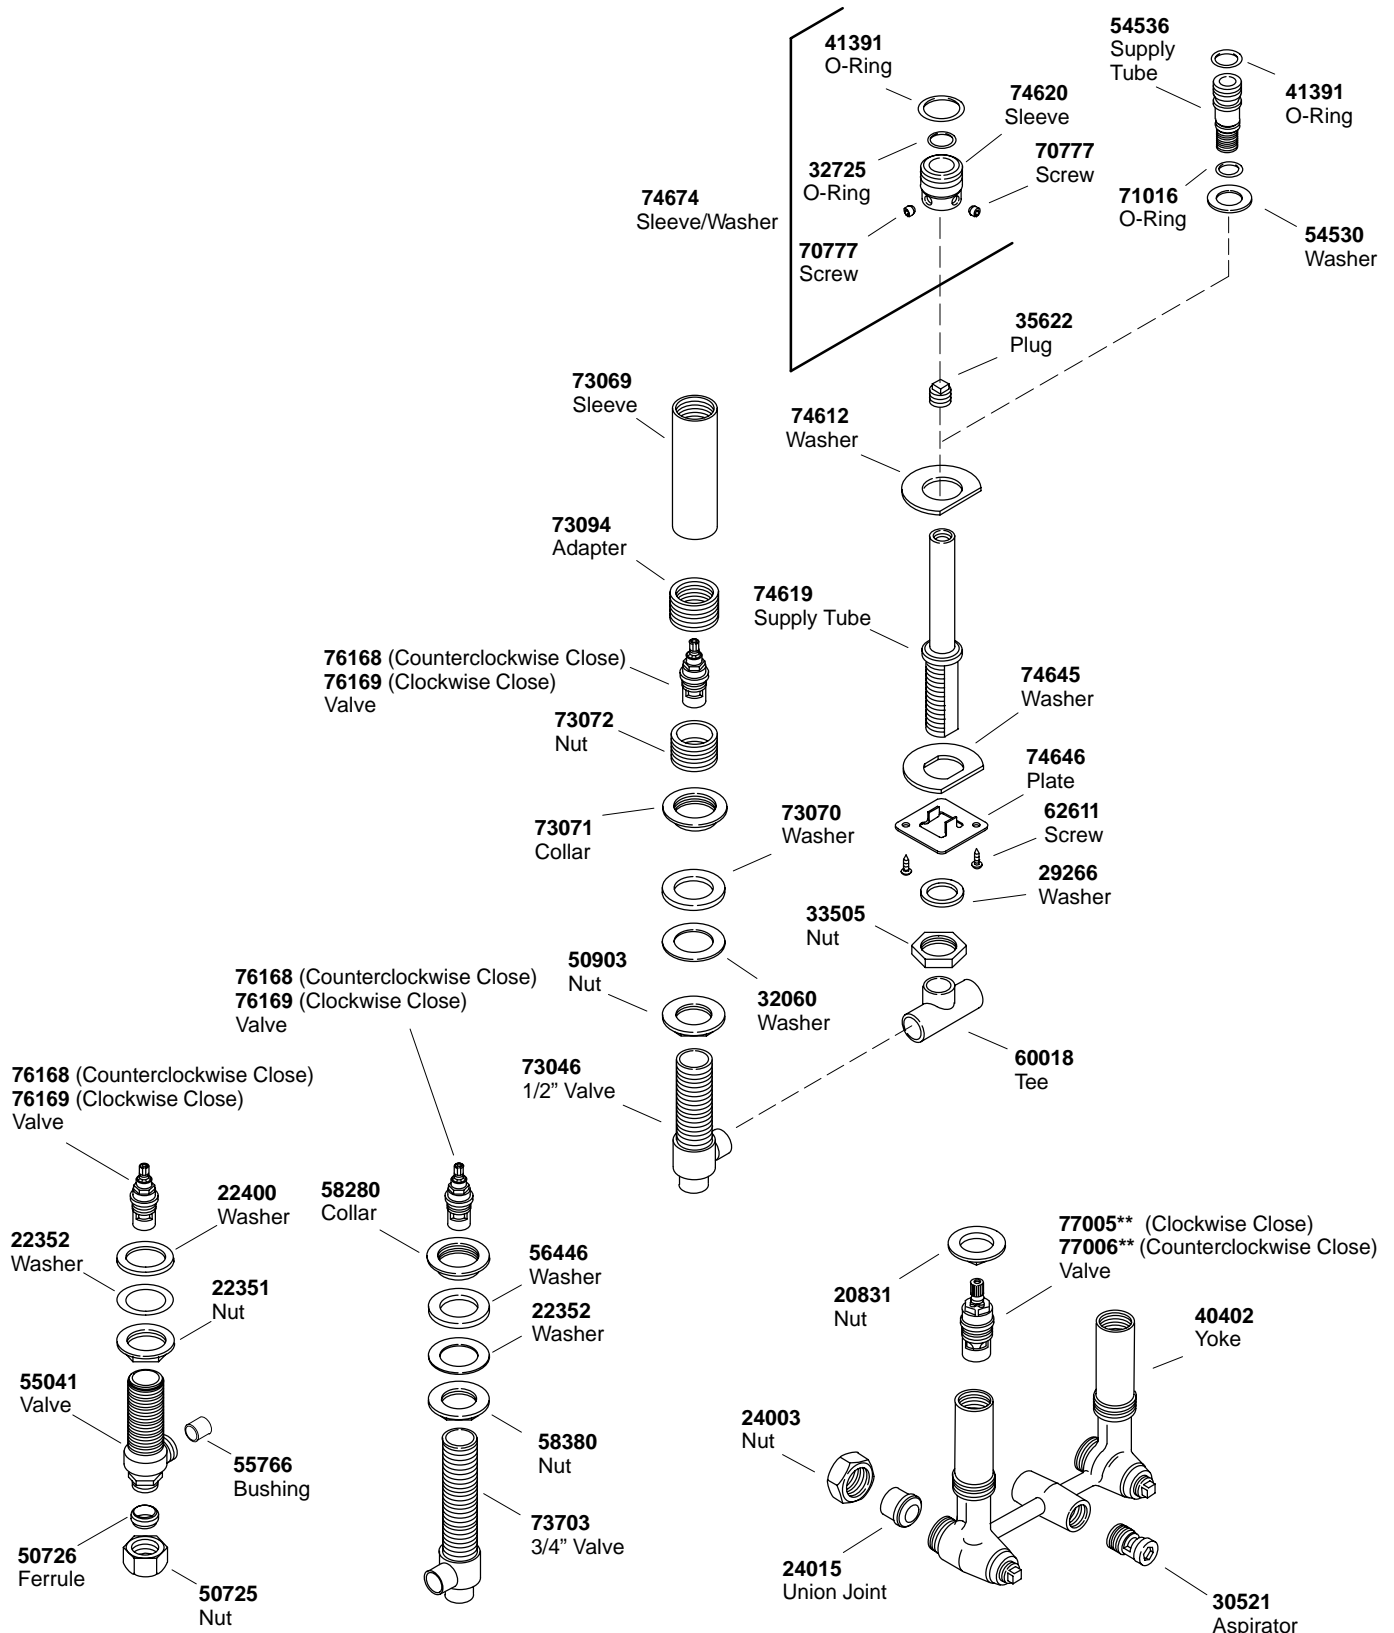 41391
O-Ring
54536
Supply
Tube
74620
Sleeve
41391
O-Ring
70777
Screw
32725
O-Ring
74674
Sleeve/Washer
71016
O-Ring
54530
Washer
70777
Screw
35622
Plug
73069
Sleeve
74612
Washer
73094
Adapter
74619
Supply Tube
76168 (Counterclockwise Close)
76169 (Clockwise Close)
Valve
74645
Washer
73072
Nut
74646
Plate
73071
Collar
73070
Washer
62611
Screw
29266
Washer
33505
Nut
50903
Nut
76168 (Counterclockwise Close)
76169 (Clockwise Close)
Valve
32060
Washer
60018
Tee
73046
1/2” Valve
76168 (Counterclockwise Close)
76169 (Clockwise Close)
Valve
22400
Washer
58280
Collar
22352
Washer
56446
Washer
22351
Nut
22352
Washer
77005** (Clockwise Close)
77006** (Counterclockwise Close)
Valve
20831
Nut
40402
Yoke
55041
Valve
24003
Nut
58380
Nut
55766
Bushing
73703
3/4” Valve
50726
Ferrule
50725
Nut
24015
Union Joint
30521
Aspirator